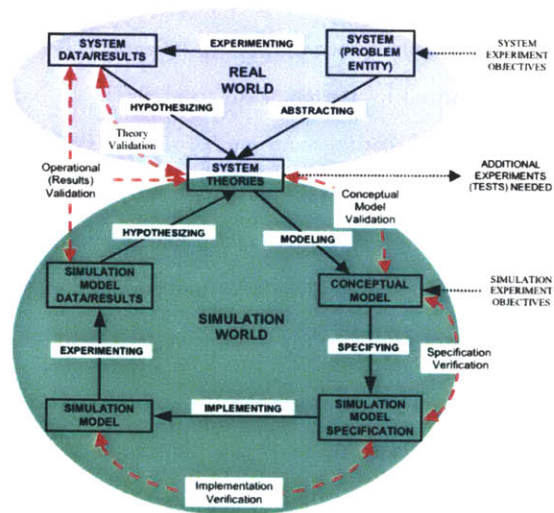 SYSTEM
DATA/RESULTS
EXPERIMENTING
SYSTEM
(PROBLEM
ENTITY)
SYSTEM
EXPERIMENT
OBJECTIVES
REAL
WORLD
HYPOTHESIZING
ABSTRACTING
Theory
Validation
Operational
(Results)
Validation
SYSTEM
THEORIES
ADDITIONAL
EXPERIMENTS
(TESTS) NEEDED
Conceptual
Model
Validation
HYPOTHESIZING
MODELING
SIMULATION
MODEL
DATA/RESULTS
CONCEPTUAL
MODEL
SIMULATION
EXPERIMENT
OBJECTIVES
SIMULATION
WORLD
EXPERIMENTING
SPECIFYING
Specification
Verification
SIMULATION
MODEL
IMPLEMENTING
SIMULATION
MODEL
SPECIFICATION
Implementation
Verification